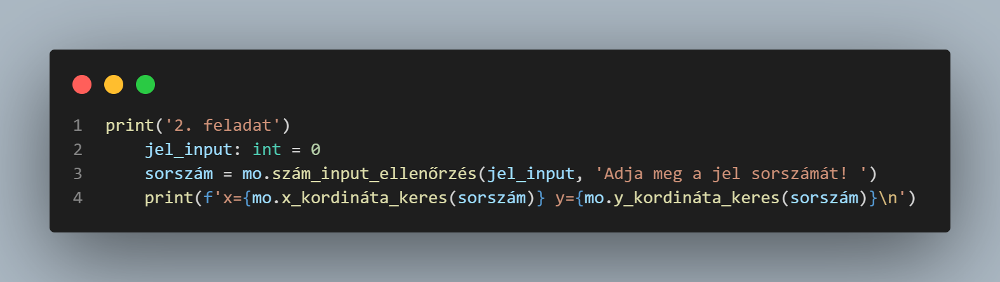 1 print('2. feladat')
2     jel_input: int = 0
3     sorszám = mo.szám_input_ellenőrzés(jel_input, 'Adja meg a jel sorszámát! ')
4     print(f'x={mo.x_kordináta_keres(sorszám)} y={mo.y_kordináta_keres(sorszám)}\n')